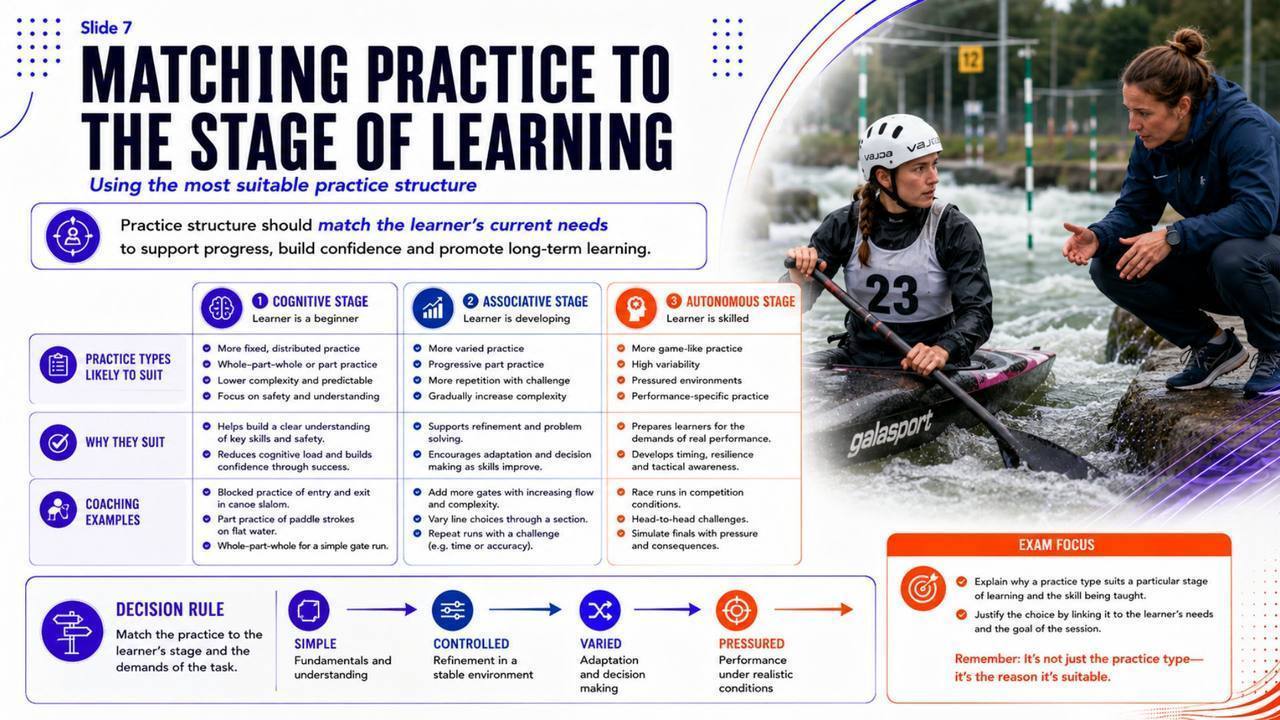 Slide 7
MATCHING PRACTICE TO
THE STAGE OF LEARNING
Using the most suitable practice structure
Practice structure should match the learner's current needs
to support progress, build confidence and promote long-term learning.
1 COGNITIVE STAGE
Learner is a beginner
2 ASSOCIATIVE STAGE
Learner is developing
3 AUTONOMOUS STAGE
Learner is skilled
PRACTICE TYPES
LIKELY TO SUIT
More fixed, distributed practice
Whole–part–whole or part practice
Lower complexity and predictable
Focus on safety and understanding
More varied practice
Progressive part practice
More repetition with challenge
Gradually increase complexity
More game-like practice
High variability
Pressured environments
Performance-specific practice
WHY THEY SUIT
Helps build a clear understanding
of key skills and safety.
Reduces cognitive load and builds
confidence through success.
Supports refinement and problem
solving.
Encourages adaptation and decision
making as skills improve.
Prepares learners for the
demands of real performance.
Develops timing, resilience
and tactical awareness.
COACHING
EXAMPLES
Blocked practice of entry and exit
in canoe slalom.
Part practice of paddle strokes
on flat water.
Whole–part–whole for a simple gate run.
Add more gates with increasing flow
and complexity.
Vary line choices through a section.
Repeat runs with a challenge
(e.g. time or accuracy).
Race runs in competition
conditions.
Head-to-head challenges.
Simulate finals with pressure
and consequences.
DECISION RULE
Match the practice to the
learner's stage and the
demands of the task.
SIMPLE
Fundamentals and
understanding
CONTROLLED
Refinement in a
stable environment
VARIED
Adaptation
and decision
making
PRESSURED
Performance
under realistic
conditions
EXAM FOCUS
Explain why a practice type suits a particular stage
of learning and the skill being taught.
Justify the choice by linking it to the learner's needs
and the goal of the session.
Remember: It's not just the practice type—
it's the reason it's suitable.
12
vajda
vajda
23
galasport